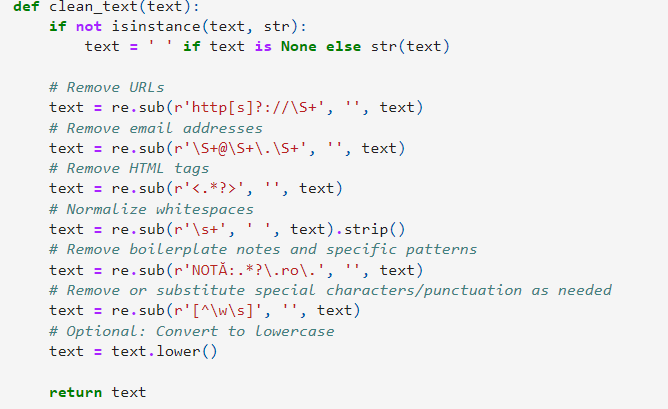 def clean_text(text):
    if not isinstance(text, str):
        text = ' ' if text is None else str(text)

    # Remove URLs
    text = re.sub(r'http[s]?://\S+', '', text)
    # Remove email addresses
    text = re.sub(r'\S+@\S+\.\S+', '', text)
    # Remove HTML tags
    text = re.sub(r'<.*?>', '', text)
    # Normalize whitespaces
    text = re.sub(r'\s+', ' ', text).strip()
    # Remove boilerplate notes and specific patterns
    text = re.sub(r'NOTĂ:.*?\.ro\.', '', text)
    # Remove or substitute special characters/punctuation as needed
    text = re.sub(r'[^\w\s]', '', text)
    # Optional: Convert to lowercase
    text = text.lower()

    return text